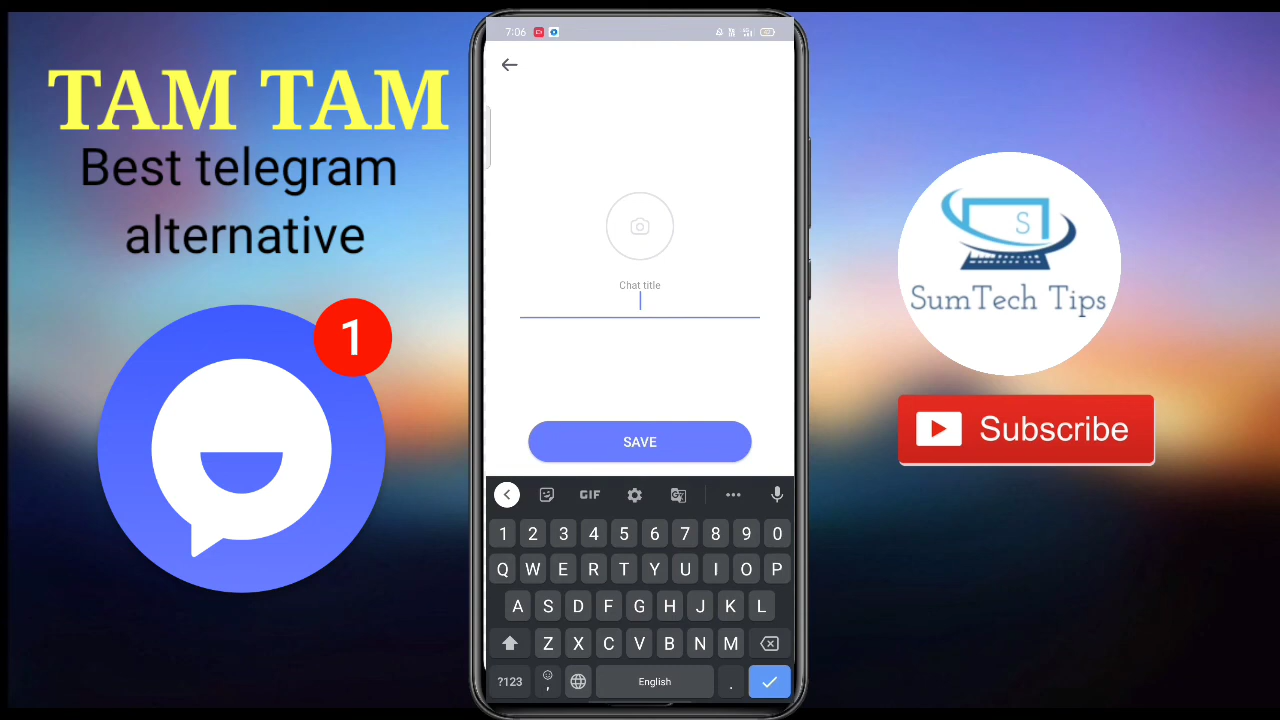 TAM TAM
Best telegram
alternative
1
7:06
Chat title
SAVE
GIF
1 2 3 4 5 6 7 8 9 0
Q W E R T Y U I O P
A S D F G H J K L
Z X C V B N M
?123 , English .
S
SumTech Tips
Subscribe